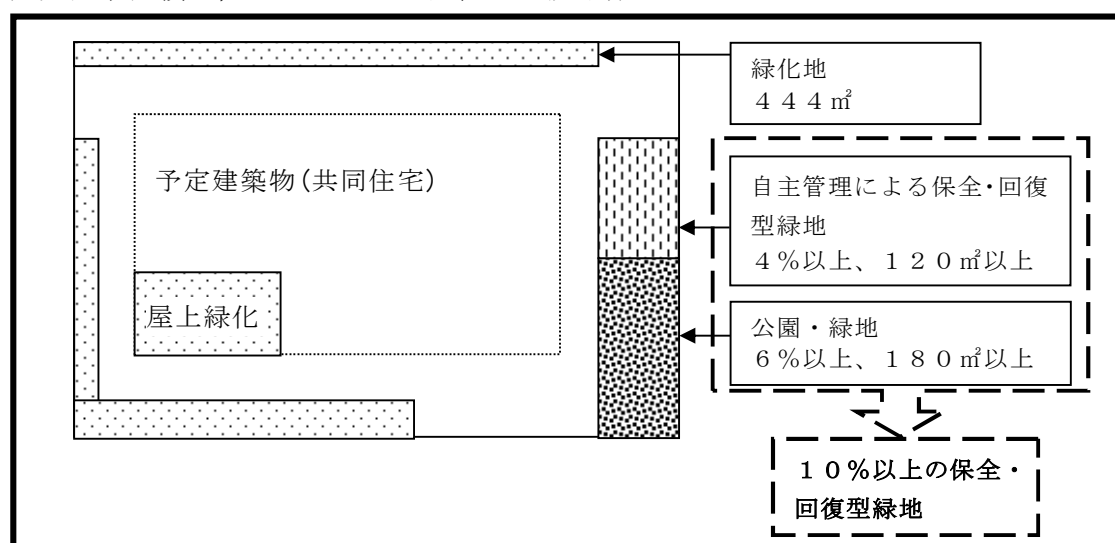 緑化地
４４４㎡
予定建築物(共同住宅)
自主管理による保全・回復
型緑地
４％以上、１２０㎡以上
屋上緑化
公園・緑地
６％以上、１８０㎡以上
１０％以上の保全・
回復型緑地